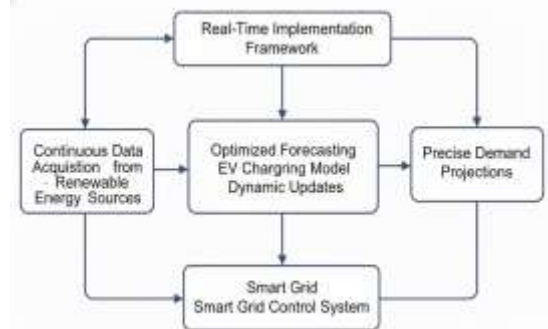 Real-Time Implementation
Framework
Continuous Data
Acquistion from
Renewable
Energy Sources
Optimized Forecasting
EV Chargring Model
Dynamic Updates
Precise Demand
Projections
Smart Grid
Smart Grid Control System